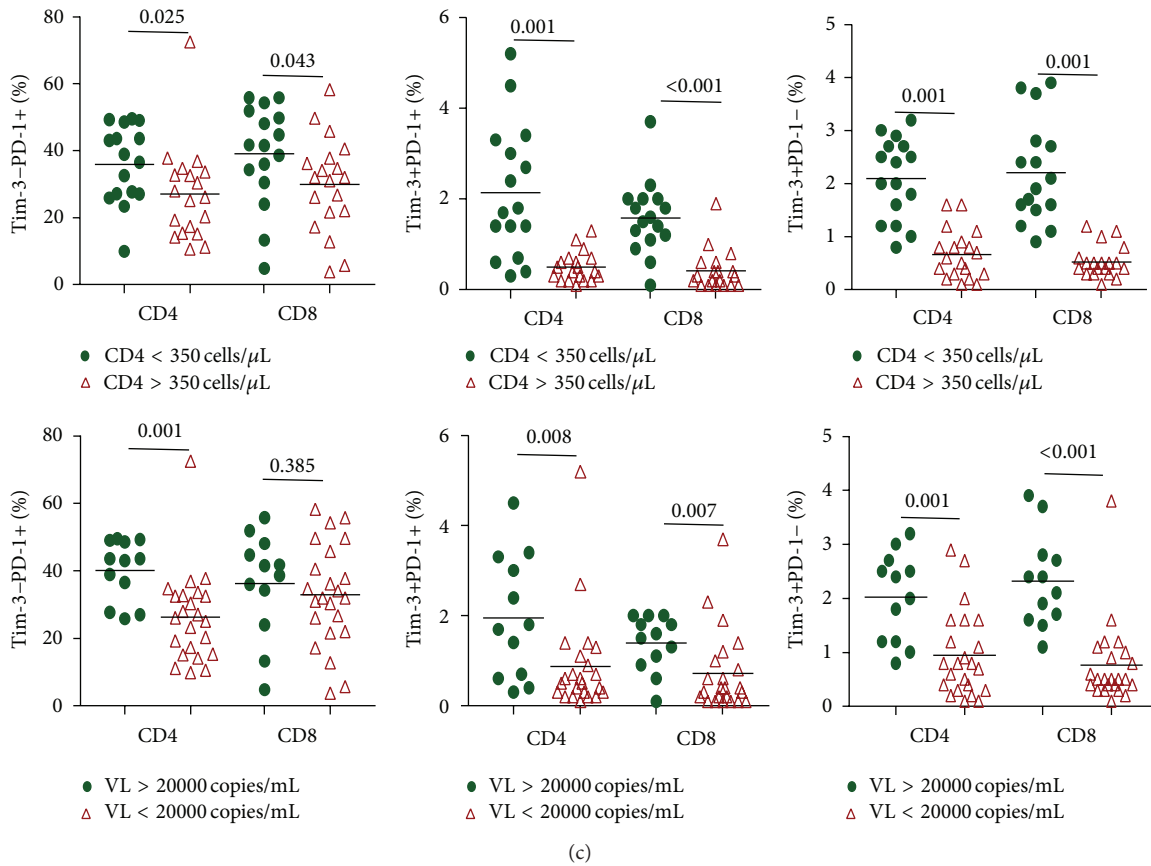 Tim-3−PD-1+ (%)
80
60
40
20
0
0.025
0.043
CD4
CD8
CD4 < 350 cells/μL
CD4 > 350 cells/μL
Tim-3+PD-1+ (%)
6
4
2
0
0.001
<0.001
CD4
CD8
CD4 < 350 cells/μL
CD4 > 350 cells/μL
Tim-3+PD-1− (%)
5
4
3
2
1
0
0.001
0.001
CD4
CD8
CD4 < 350 cells/μL
CD4 > 350 cells/μL
Tim-3−PD-1+ (%)
80
60
40
20
0
0.001
0.385
CD4
CD8
VL > 20000 copies/mL
VL < 20000 copies/mL
Tim-3+PD-1+ (%)
6
4
2
0
0.008
0.007
CD4
CD8
VL > 20000 copies/mL
VL < 20000 copies/mL
Tim-3+PD-1− (%)
5
4
3
2
1
0
0.001
<0.001
CD4
CD8
VL > 20000 copies/mL
VL < 20000 copies/mL
(c)